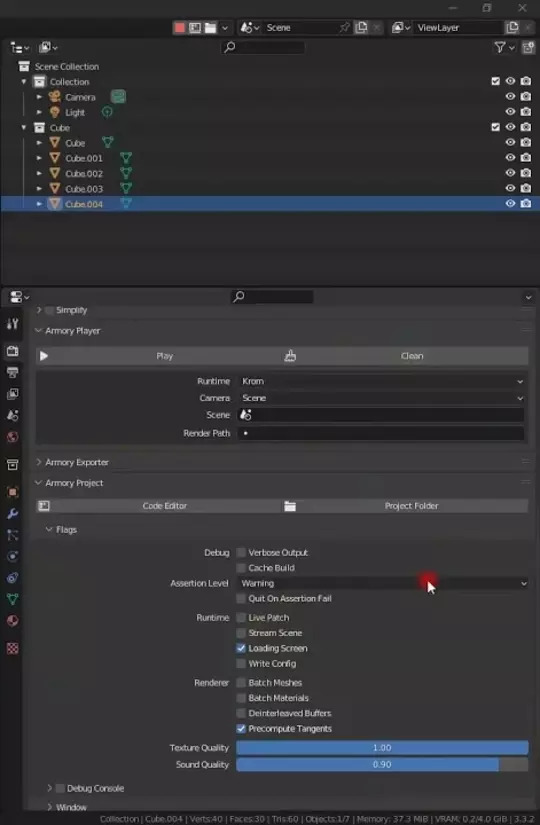 Scene ViewLayer
Scene Collection
Collection
Camera
Light
Cube
Cube
Cube.001
Cube.002
Cube.003
Cube.004
Simplify
Armory Player
Play Clean
Runtime Krom
Camera Scene
Scene
Render Path
Armory Exporter
Armory Project
Code Editor Project Folder
Flags
Debug Verbose Output
Cache Build
Assertion Level Warning
Quit On Assertion Fail
Runtime Live Patch
Stream Scene
Loading Screen
Write Config
Renderer Batch Meshes
Batch Materials
Deinterleaved Buffers
Precompute Tangents
Texture Quality 1.00
Sound Quality 0.90
Debug Console
Window
Collection | Cube.004 | Verts:40 | Faces:30 | Tris:60 | Objects:1/7 | Memory: 37.3 MiB | VRAM: 0.2/4.0 GiB | 3.3.2